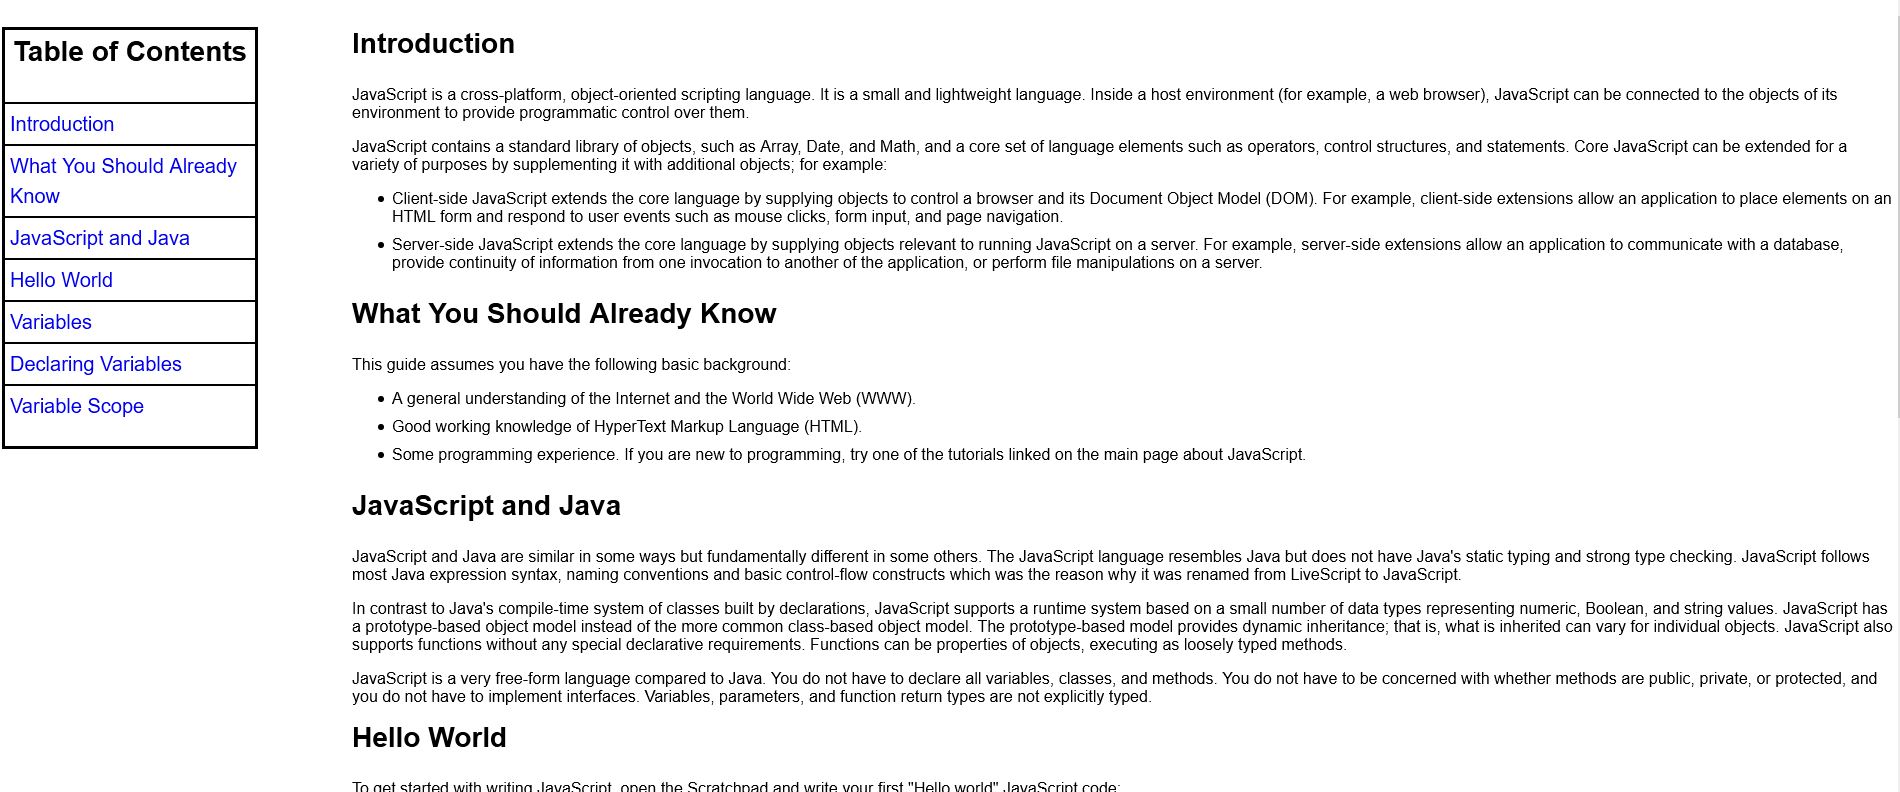 Table of Contents
Introduction
What You Should Already
Know
JavaScript and Java
Hello World
Variables
Declaring Variables
Variable Scope
Introduction
JavaScript is a cross-platform, object-oriented scripting language. It is a small and lightweight language. Inside a host environment (for example, a web browser), JavaScript can be connected to the objects of its
environment to provide programmatic control over them.
JavaScript contains a standard library of objects, such as Array, Date, and Math, and a core set of language elements such as operators, control structures, and statements. Core JavaScript can be extended for a
variety of purposes by supplementing it with additional objects; for example:
• Client-side JavaScript extends the core language by supplying objects to control a browser and its Document Object Model (DOM). For example, client-side extensions allow an application to place elements on an
HTML form and respond to user events such as mouse clicks, form input, and page navigation.
• Server-side JavaScript extends the core language by supplying objects relevant to running JavaScript on a server. For example, server-side extensions allow an application to communicate with a database,
provide continuity of information from one invocation to another of the application, or perform file manipulations on a server.
What You Should Already Know
This guide assumes you have the following basic background:
• A general understanding of the Internet and the World Wide Web (WWW).
• Good working knowledge of HyperText Markup Language (HTML).
• Some programming experience. If you are new to programming, try one of the tutorials linked on the main page about JavaScript.
JavaScript and Java
JavaScript and Java are similar in some ways but fundamentally different in some others. The JavaScript language resembles Java but does not have Java's static typing and strong type checking. JavaScript follows
most Java expression syntax, naming conventions and basic control-flow constructs which was the reason why it was renamed from LiveScript to JavaScript.
In contrast to Java's compile-time system of classes built by declarations, JavaScript supports a runtime system based on a small number of data types representing numeric, Boolean, and string values. JavaScript has
a prototype-based object model instead of the more common class-based object model. The prototype-based model provides dynamic inheritance; that is, what is inherited can vary for individual objects. JavaScript also
supports functions without any special declarative requirements. Functions can be properties of objects, executing as loosely typed methods.
JavaScript is a very free-form language compared to Java. You do not have to declare all variables, classes, and methods. You do not have to be concerned with whether methods are public, private, or protected, and
you do not have to implement interfaces. Variables, parameters, and function return types are not explicitly typed.
Hello World
To get started with writing JavaScript, open the Scratchpad and write your first "Hello world" JavaScript code: